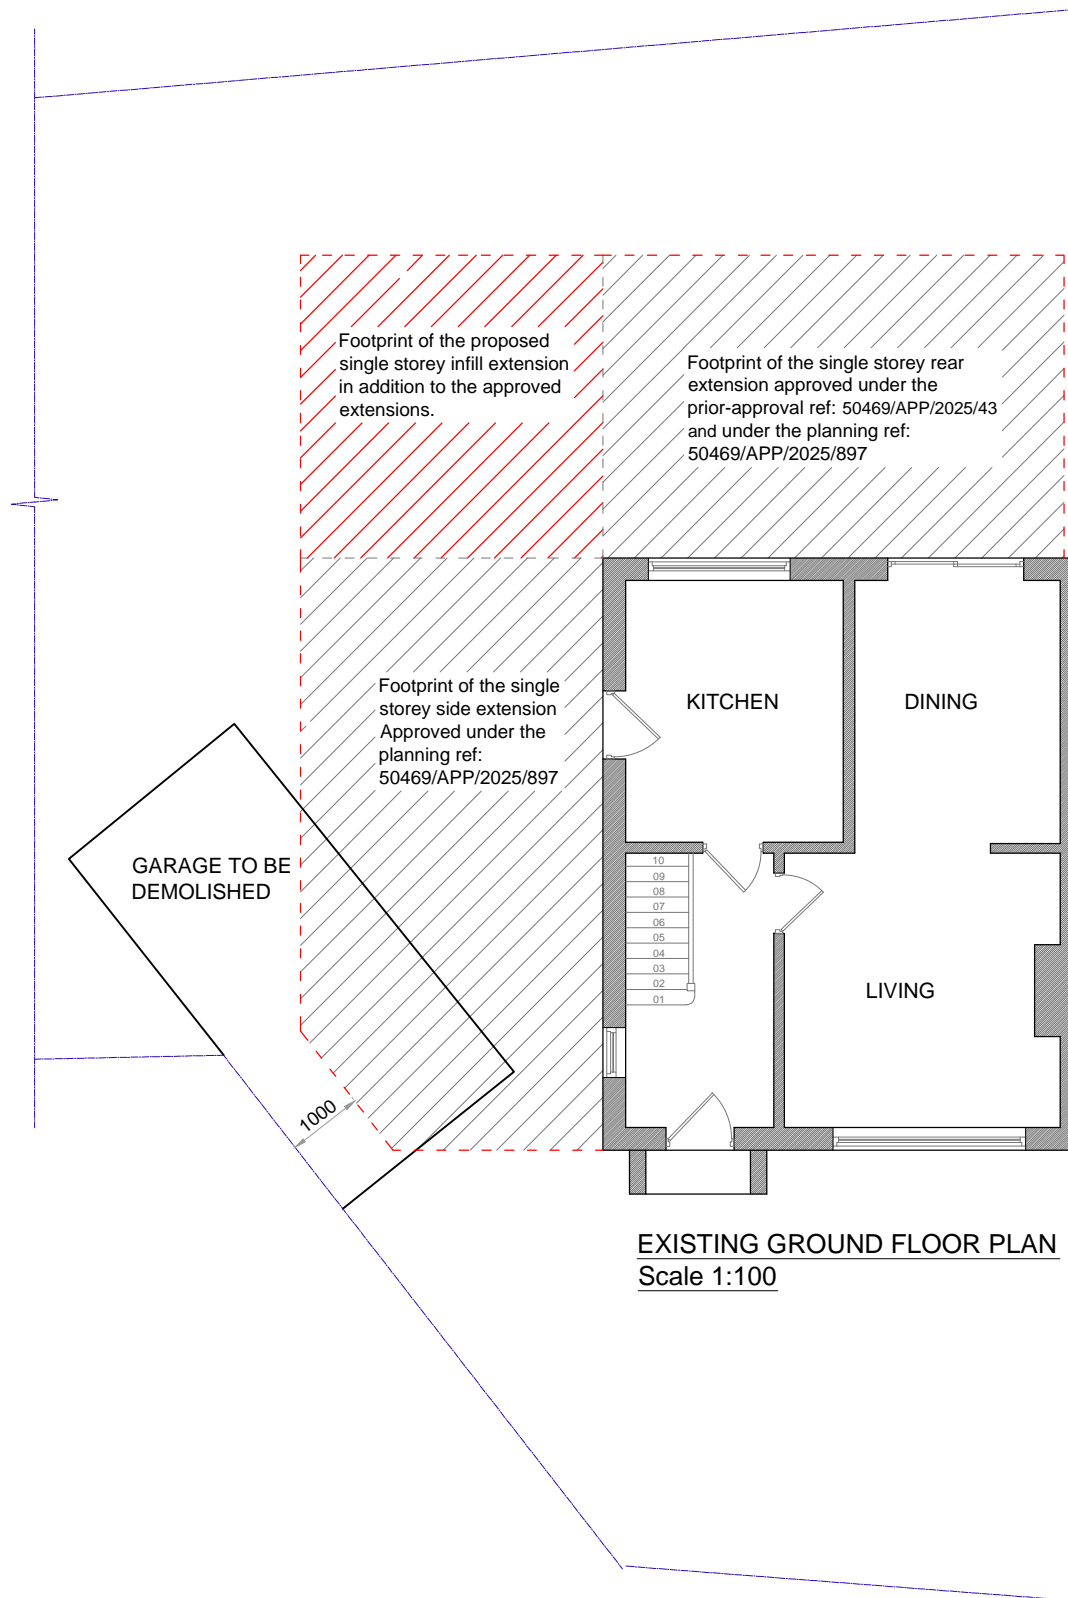 Footprint of the proposed
single storey infill extension
in addition to the approved
extensions.
Footprint of the single storey rear
extension approved under the
prior-approval ref: 50469/APP/2025/43
and under the planning ref:
50469/APP/2025/897
Footprint of the single
storey side extension
Approved under the
planning ref:
50469/APP/2025/897
KITCHEN
DINING
GARAGE TO BE
DEMOLISHED
10
09
08
07
06
05
04
03
02
01
LIVING
1000
EXISTING GROUND FLOOR PLAN
Scale 1:100